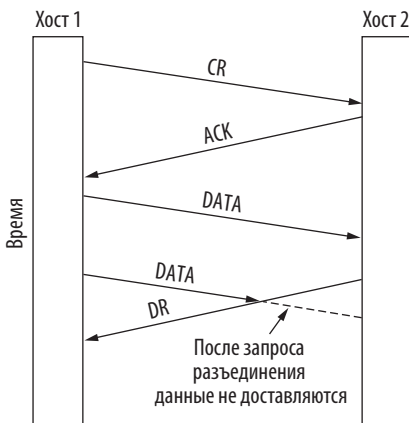 Хост 1
Хост 2
CR
ACK
Время
DATA
DATA
DR
После запроса
разъединения
данные не доставляются